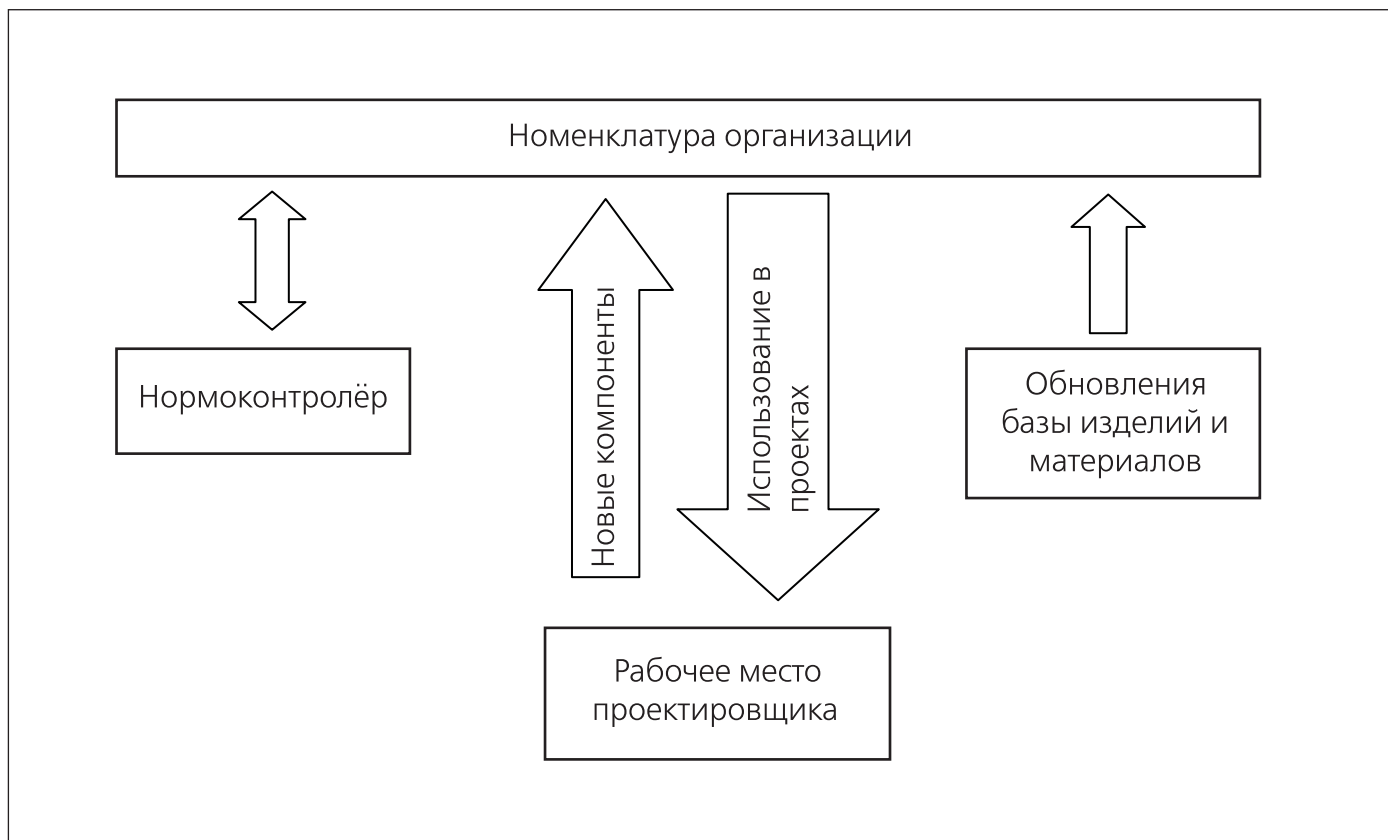 Номенклатура организации
Нормоконтролёр
Новые компоненты
Использование в
проектах
Обновления
базы изделий и
материалов
Рабочее место
проектировщика